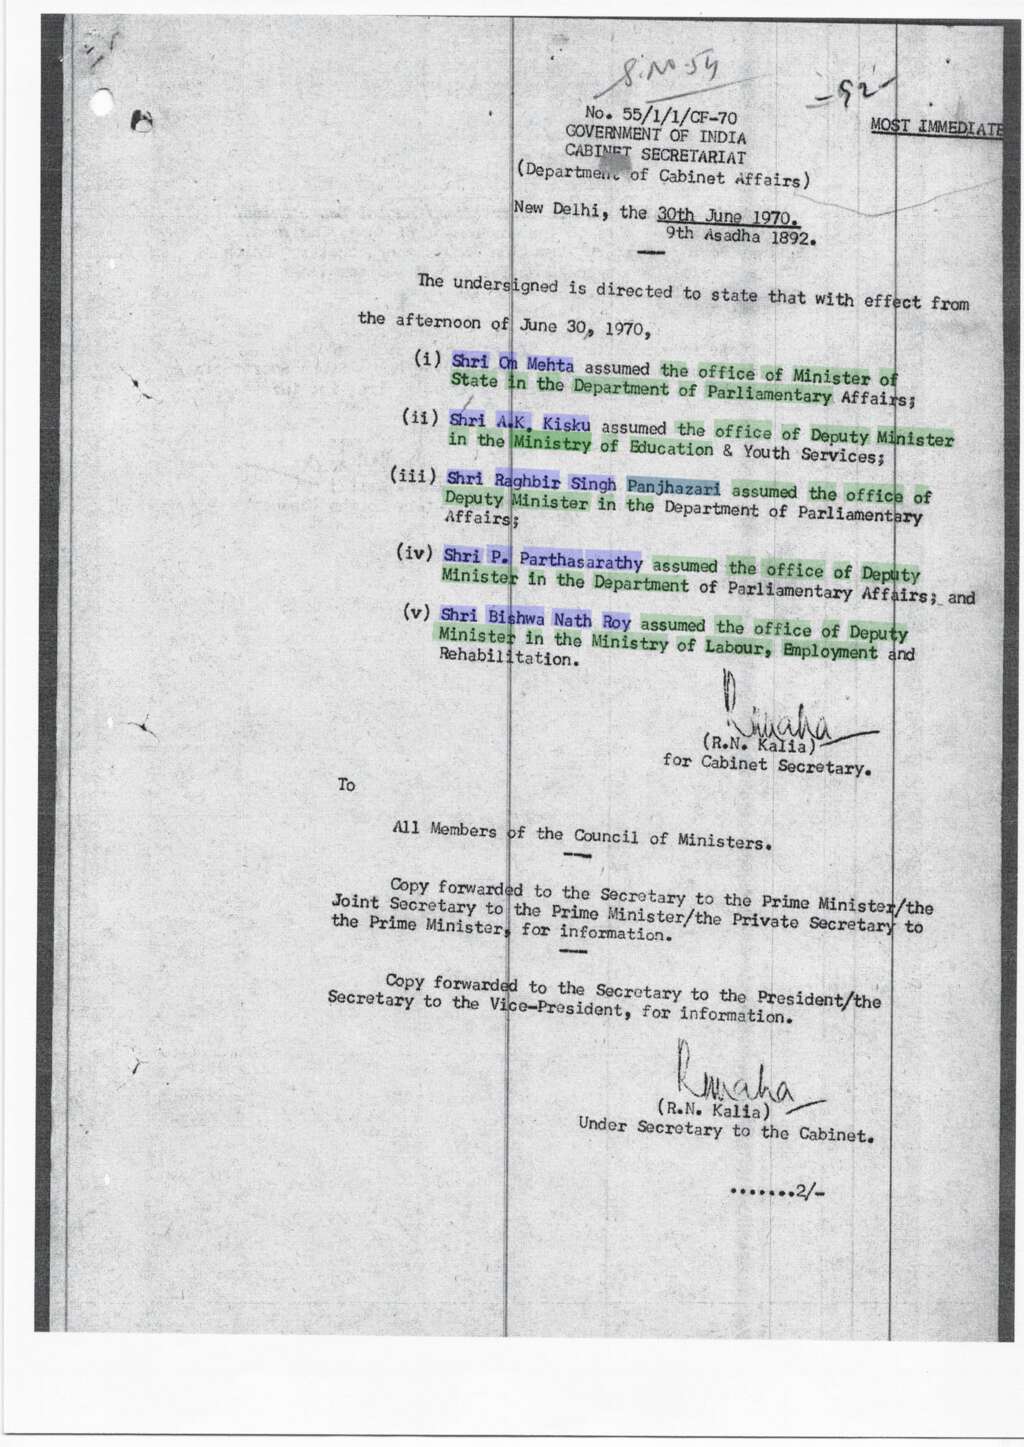 S.No-54
-92-
No. 55/1/1/CF-70
MOST IMMEDIATE
GOVERNMENT OF INDIA
CABINET SECRETARIAT
(Department of Cabinet Affairs)
New Delhi, the 30th June 1970.
9th Asadha 1892.
The undersigned is directed to state that with effect from
the afternoon of June 30, 1970,
(i) Shri Om Mehta assumed the office of Minister of
State in the Department of Parliamentary Affairs;
(ii) Shri A.K. Kisku assumed the office of Deputy Minister
in the Ministry of Education & Youth Services;
(iii) Shri Raghbir Singh Panjhazari assumed the office of
Deputy Minister in the Department of Parliamentary
Affairs;
(iv) Shri P. Parthasarathy assumed the office of Deputy
Minister in the Department of Parliamentary Affairs; and
(v) Shri Bishwa Nath Roy assumed the office of Deputy
Minister in the Ministry of Labour, Employment and
Rehabilitation.
(R.N. Kalia)
for Cabinet Secretary.
To
All Members of the Council of Ministers.
Copy forwarded to the Secretary to the Prime Minister/the
Joint Secretary to the Prime Minister/the Private Secretary to
the Prime Minister, for information.
Copy forwarded to the Secretary to the President/the
Secretary to the Vice-President, for information.
(R.N. Kalia)
Under Secretary to the Cabinet.
.......2/-